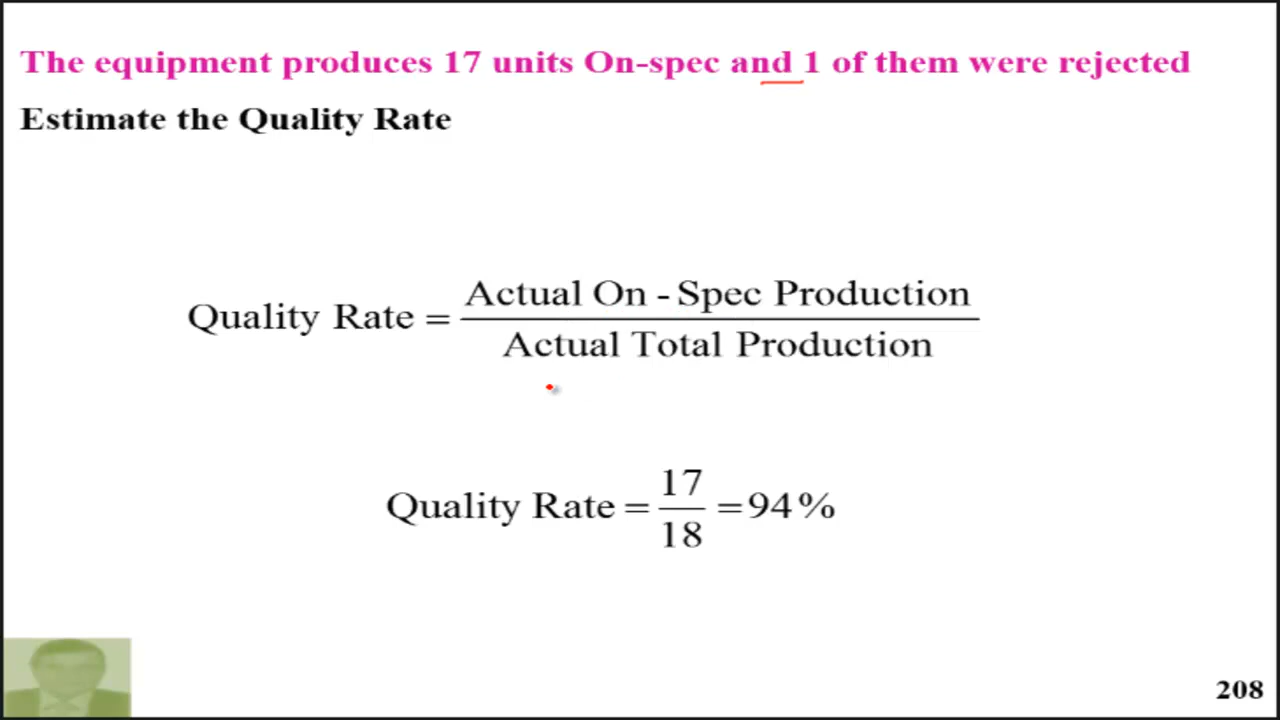 The equipment produces 17 units On-spec and 1 of them were rejected
Estimate the Quality Rate
Quality Rate = Actual On - Spec Production / Actual Total Production
Quality Rate = 17 / 18 = 94%
208